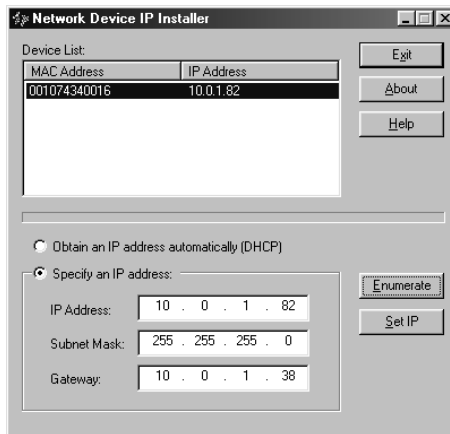 Network Device IP Installer
Device List:
MAC Address IP Address
001074340016 10.0.1.82
Exit
About
Help
Obtain an IP address automatically (DHCP)
Specify an IP address:
IP Address: 10 . 0 . 1 . 82
Subnet Mask: 255 . 255 . 255 . 0
Gateway: 10 . 0 . 1 . 38
Enumerate
Set IP